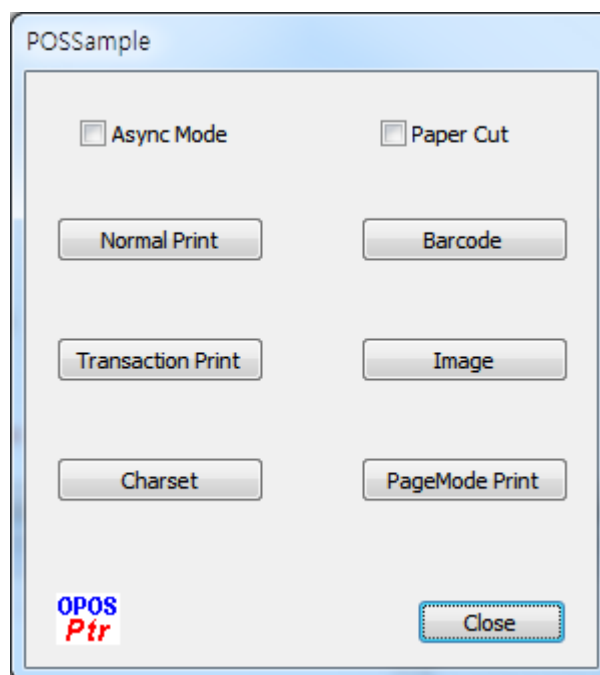 POSSample
Async Mode
Paper Cut
Normal Print
Barcode
Transaction Print
Image
Charset
PageMode Print
OPOS
Ptr
Close